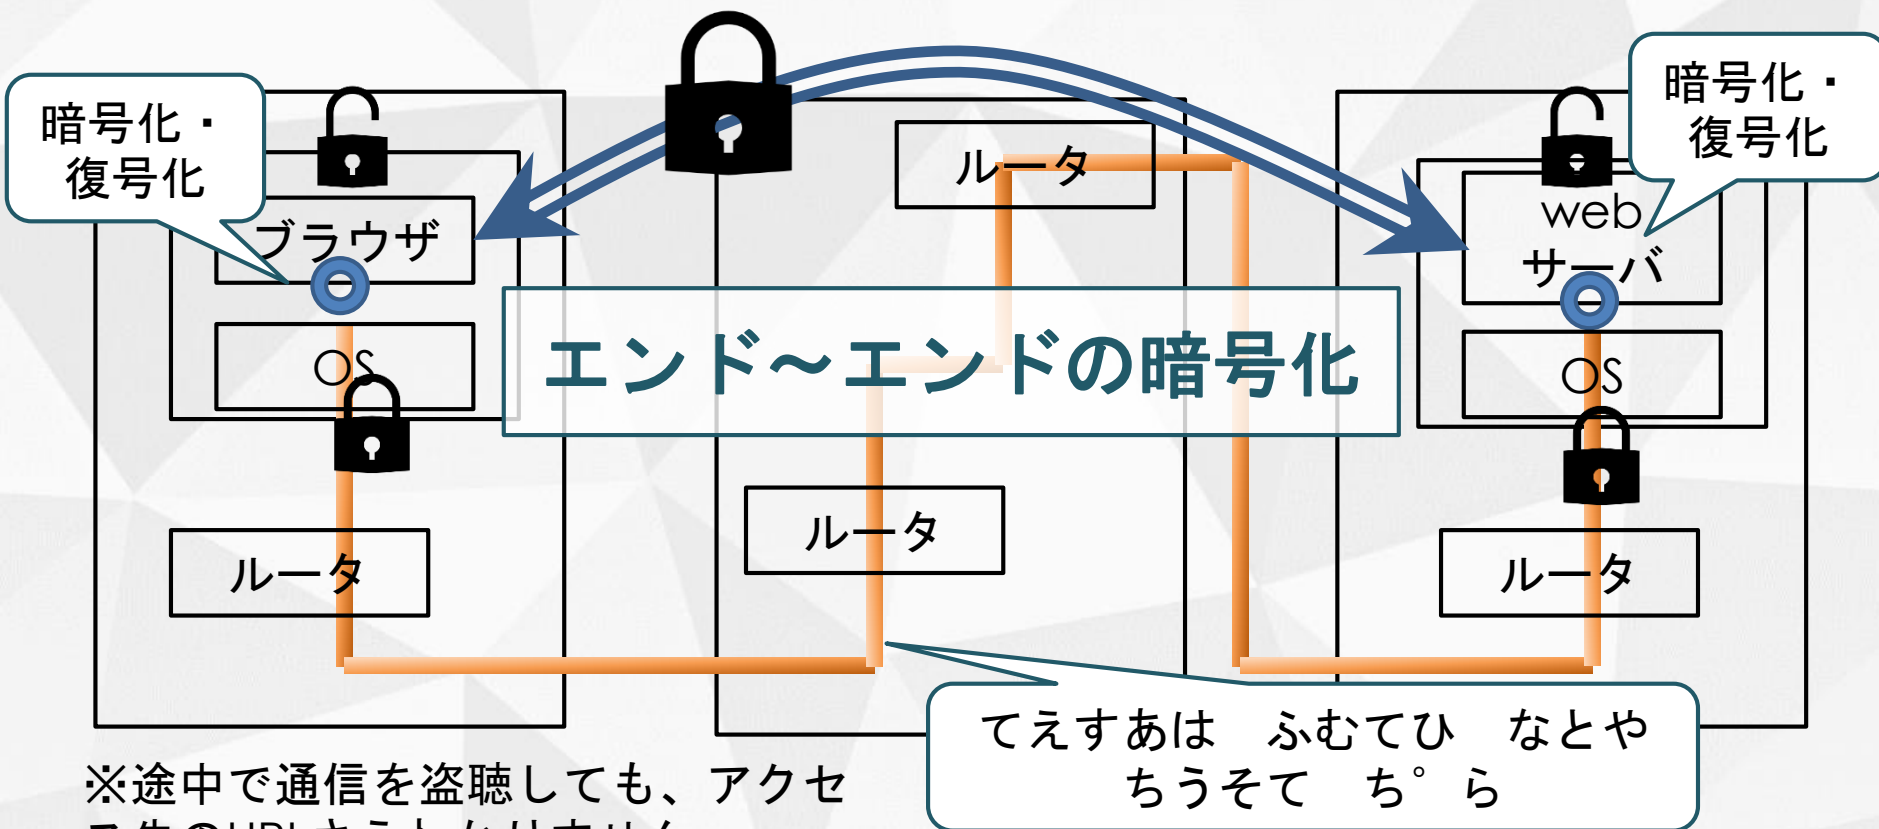 暗号化・
復号化
ブラウザ
OS
ルータ
ルータ
ルータ
エンド～エンドの暗号化
暗号化・
復号化
web
サーバ
OS
ルータ
てえすあは　ふむてひ　なとや
ちうそて　ち゜ら
※途中で通信を盗聴しても、アクセ